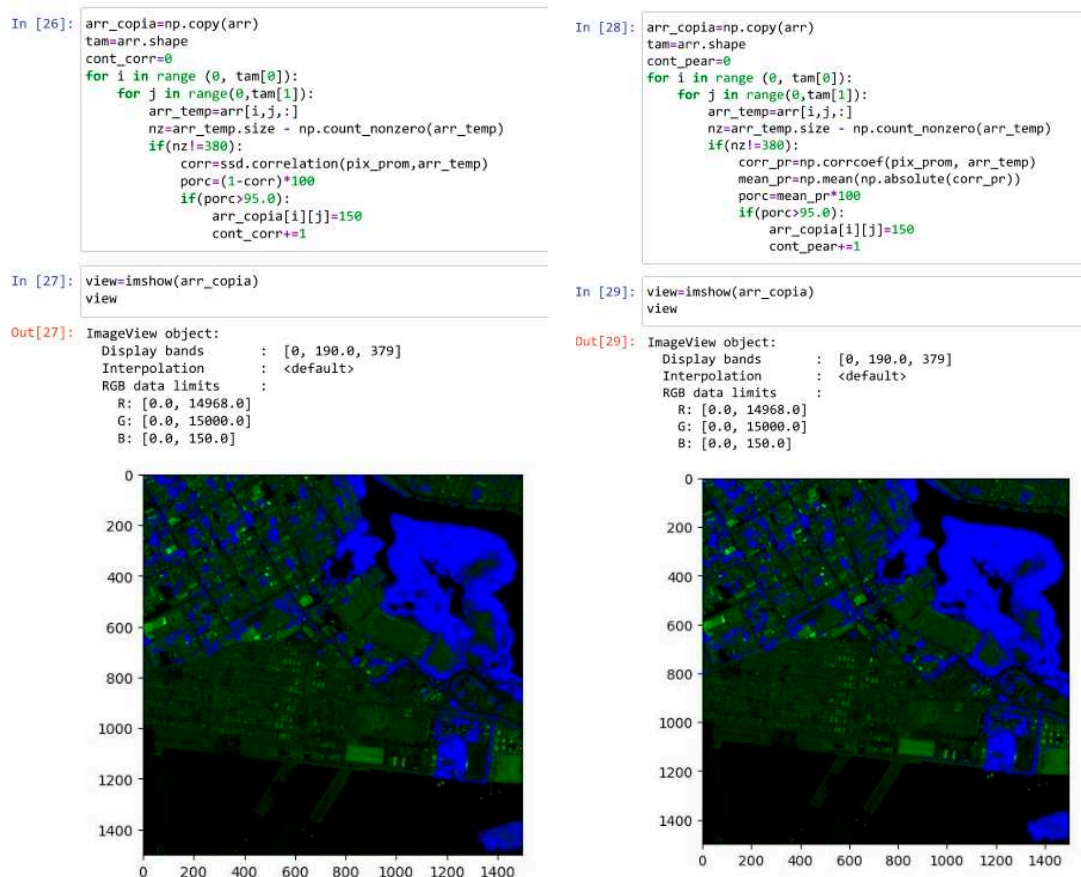 In [26]: arr_copia=np.copy(arr)
tam=arr.shape
cont_corr=0
for i in range (0, tam[0]):
    for j in range(0,tam[1]):
        arr_temp=arr[i,j,:]
        nz=arr_temp.size - np.count_nonzero(arr_temp)
        if(nz!=380):
            corr=ssd.correlation(pix_prom,arr_temp)
            porc=(1-corr)*100
            if(porc>95.0):
                arr_copia[i][j]=150
                cont_corr+=1
In [27]: view=imshow(arr_copia)
view
Out[27]: ImageView object:
Display bands : [0, 190.0, 379]
Interpolation : <default>
RGB data limits :
R: [0.0, 14968.0]
G: [0.0, 15000.0]
B: [0.0, 150.0]
0
200
400
600
800
1000
1200
1400
0 200 400 600 800 1000 1200 1400
In [28]: arr_copia=np.copy(arr)
tam=arr.shape
cont_pear=0
for i in range (0, tam[0]):
    for j in range(0,tam[1]):
        arr_temp=arr[i,j,:]
        nz=arr_temp.size - np.count_nonzero(arr_temp)
        if(nz!=380):
            corr_pr=np.corrcoef(pix_prom, arr_temp)
            mean_pr=np.mean(np.absolute(corr_pr))
            porc=mean_pr*100
            if(porc>95.0):
                arr_copia[i][j]=150
                cont_pear+=1
In [29]: view=imshow(arr_copia)
view
Out[29]: ImageView object:
Display bands : [0, 190.0, 379]
Interpolation : <default>
RGB data limits :
R: [0.0, 14968.0]
G: [0.0, 15000.0]
B: [0.0, 150.0]
0
200
400
600
800
1000
1200
1400
0 200 400 600 800 1000 1200 1400